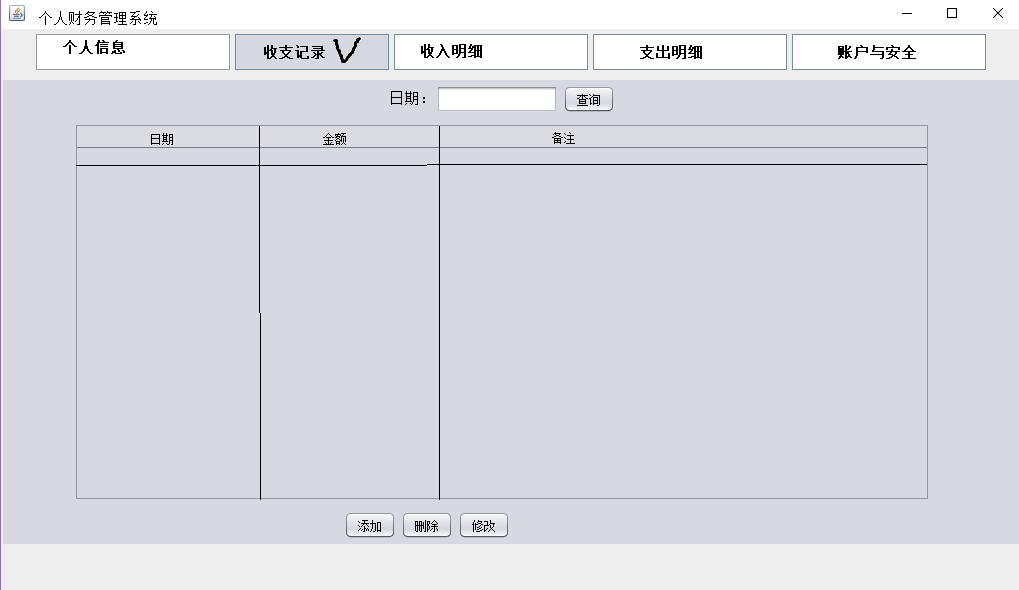 个人财务管理系统
个人信息 收支记录 收入明细 支出明细 账户与安全
日期： 查询
日期 金额 备注
添加 删除 修改